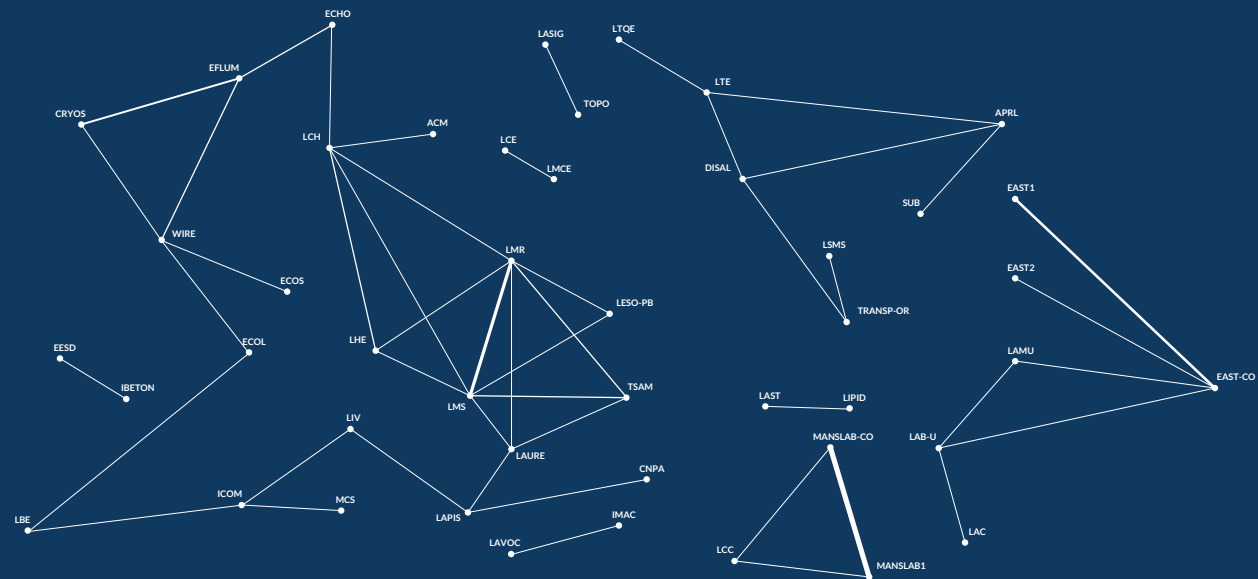 ECHO
LASIG
LTQE
EFLUM
LTE
TOPO
CRYOS
APRL
ACM
LCH
LCE
LMCE
DISAL
EAST1
SUB
WIRE
LSMS
LMR
EAST2
ECOS
LESO-PB
TRANSP-OR
LHE
ECOL
EESD
LAMU
EAST-CO
IBETON
TSAM
LAST
LIPID
LMS
LIV
MANSLAB-CO
LAB-U
LAURE
CNPA
ICOM
MCS
LBE
LAPIS
IMAC
LAC
LAVOC
LCC
MANSLAB1